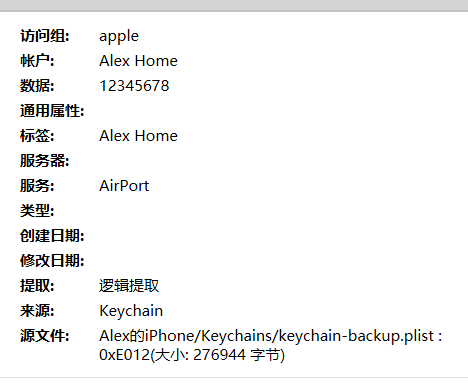 访问组: apple
帐户: Alex Home
数据: 12345678
通用属性:
标签: Alex Home
服务器:
服务: AirPort
类型:
创建日期:
修改日期:
提取: 逻辑提取
来源: Keychain
源文件: Alex的iPhone/Keychains/keychain-backup.plist :
0xE012(大小: 276944 字节)